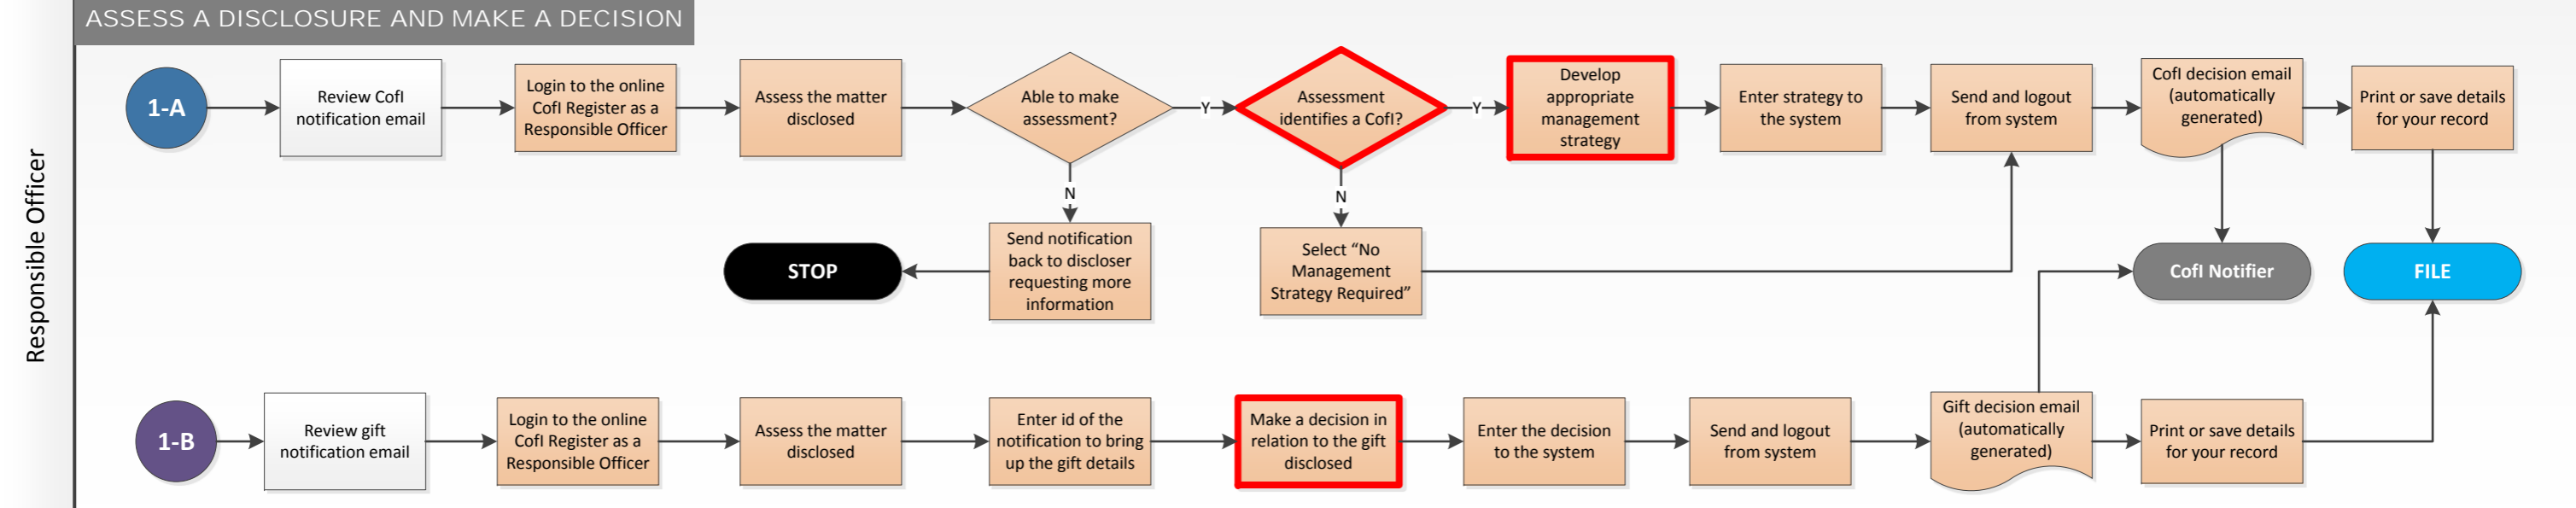 ASSESS A DISCLOSURE AND MAKE A DECISION
Responsible Officer
1-A
Review CofI
notification email
Login to the online
CofI Register as a
Responsible Officer
Assess the matter
disclosed
Able to make
assessment?
Y
N
Send notification
back to discloser
requesting more
information
STOP
Assessment
identifies a CofI?
Y
N
Select “No
Management
Strategy Required”
Develop
appropriate
management
strategy
Enter strategy to
the system
Send and logout
from system
CofI decision email
(automatically
generated)
Print or save details
for your record
CofI Notifier
FILE
1-B
Review gift
notification email
Login to the online
CofI Register as a
Responsible Officer
Assess the matter
disclosed
Enter id of the
notification to bring
up the gift details
Make a decision in
relation to the gift
disclosed
Enter the decision
to the system
Send and logout
from system
Gift decision email
(automatically
generated)
Print or save details
for your record